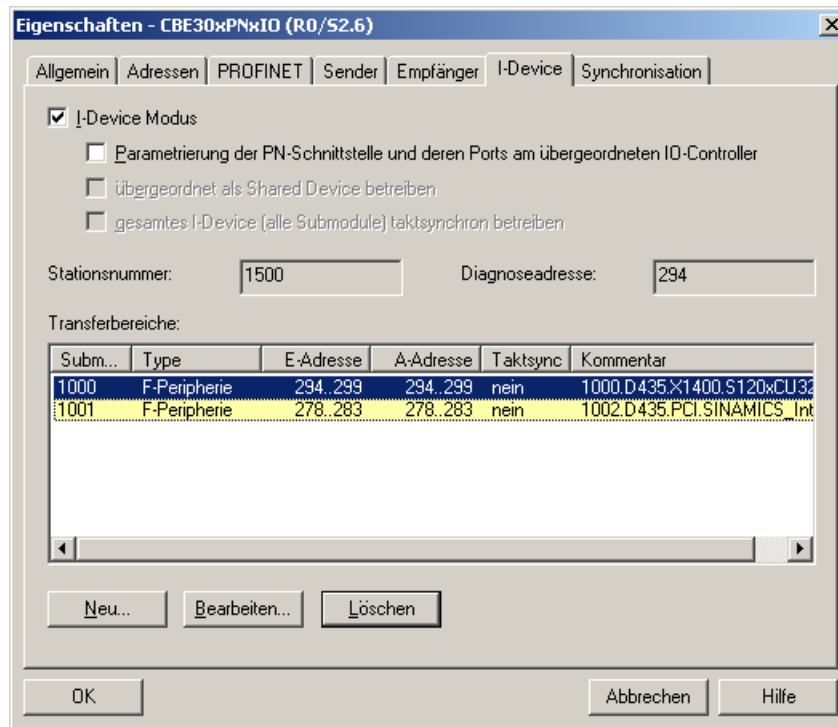 Eigenschaften - CBE30xPNxIO (R0/S2.6)
Allgemein Adressen PROFINET Sender Empfänger I-Device Synchronisation
I-Device Modus
Parametrierung der PN-Schnittstelle und deren Ports am übergeordneten IO-Controller
übergeordnet als Shared Device betreiben
gesamtes I-Device (alle Submodule) taktsynchron betreiben
Stationsnummer: 1500 Diagnoseadresse: 294
Transferbereiche:
Subm... Type E-Adresse A-Adresse Taktsync Kommentar
1000 F-Peripherie 294..299 294..299 nein 1000.D435.X1400.S120xCU32
1001 F-Peripherie 278..283 278..283 nein 1002.D435.PCI.SINAMICS_Int
Neu... Bearbeiten... Löschen
OK Abbrechen Hilfe